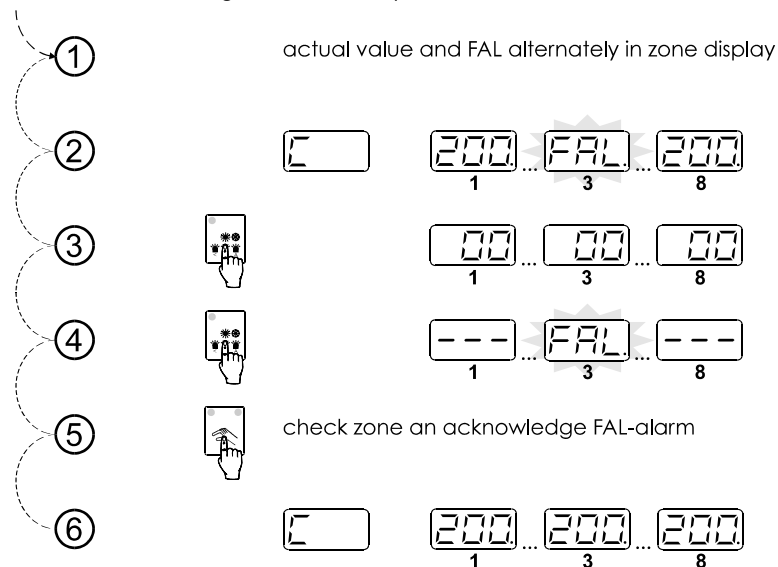 1 actual value and FAL alternately in zone display
2 C 200. ... FAL. ... 200.
1 3 8
3 00 ... 00 ... 00
1 3 8
4 --- ... FAL. ... ---
1 3 8
5 check zone an acknowledge FAL-alarm
6 C 200. ... 200. ... 200.
1 3 8